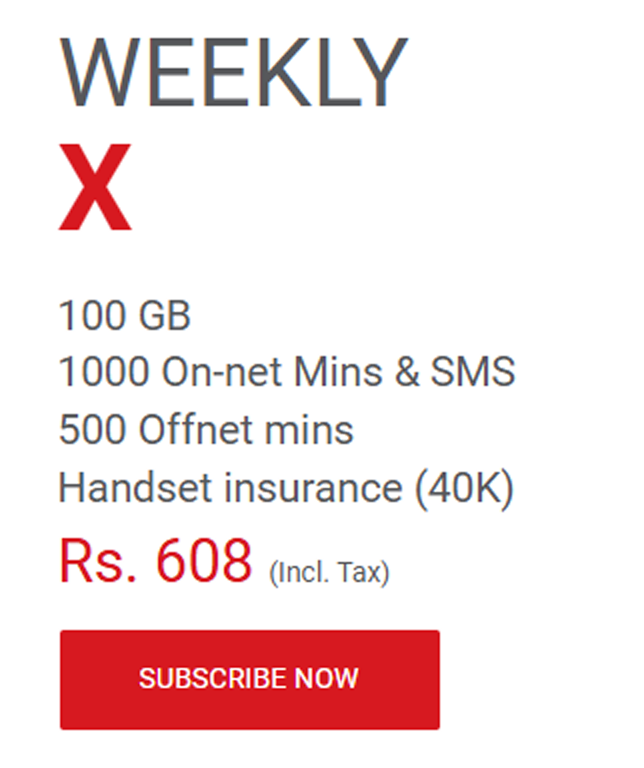 WEEKLY
X
100 GB
1000 On-net Mins & SMS
500 Offnet mins
Handset insurance (40K)
Rs. 608 (Incl. Tax)
SUBSCRIBE NOW